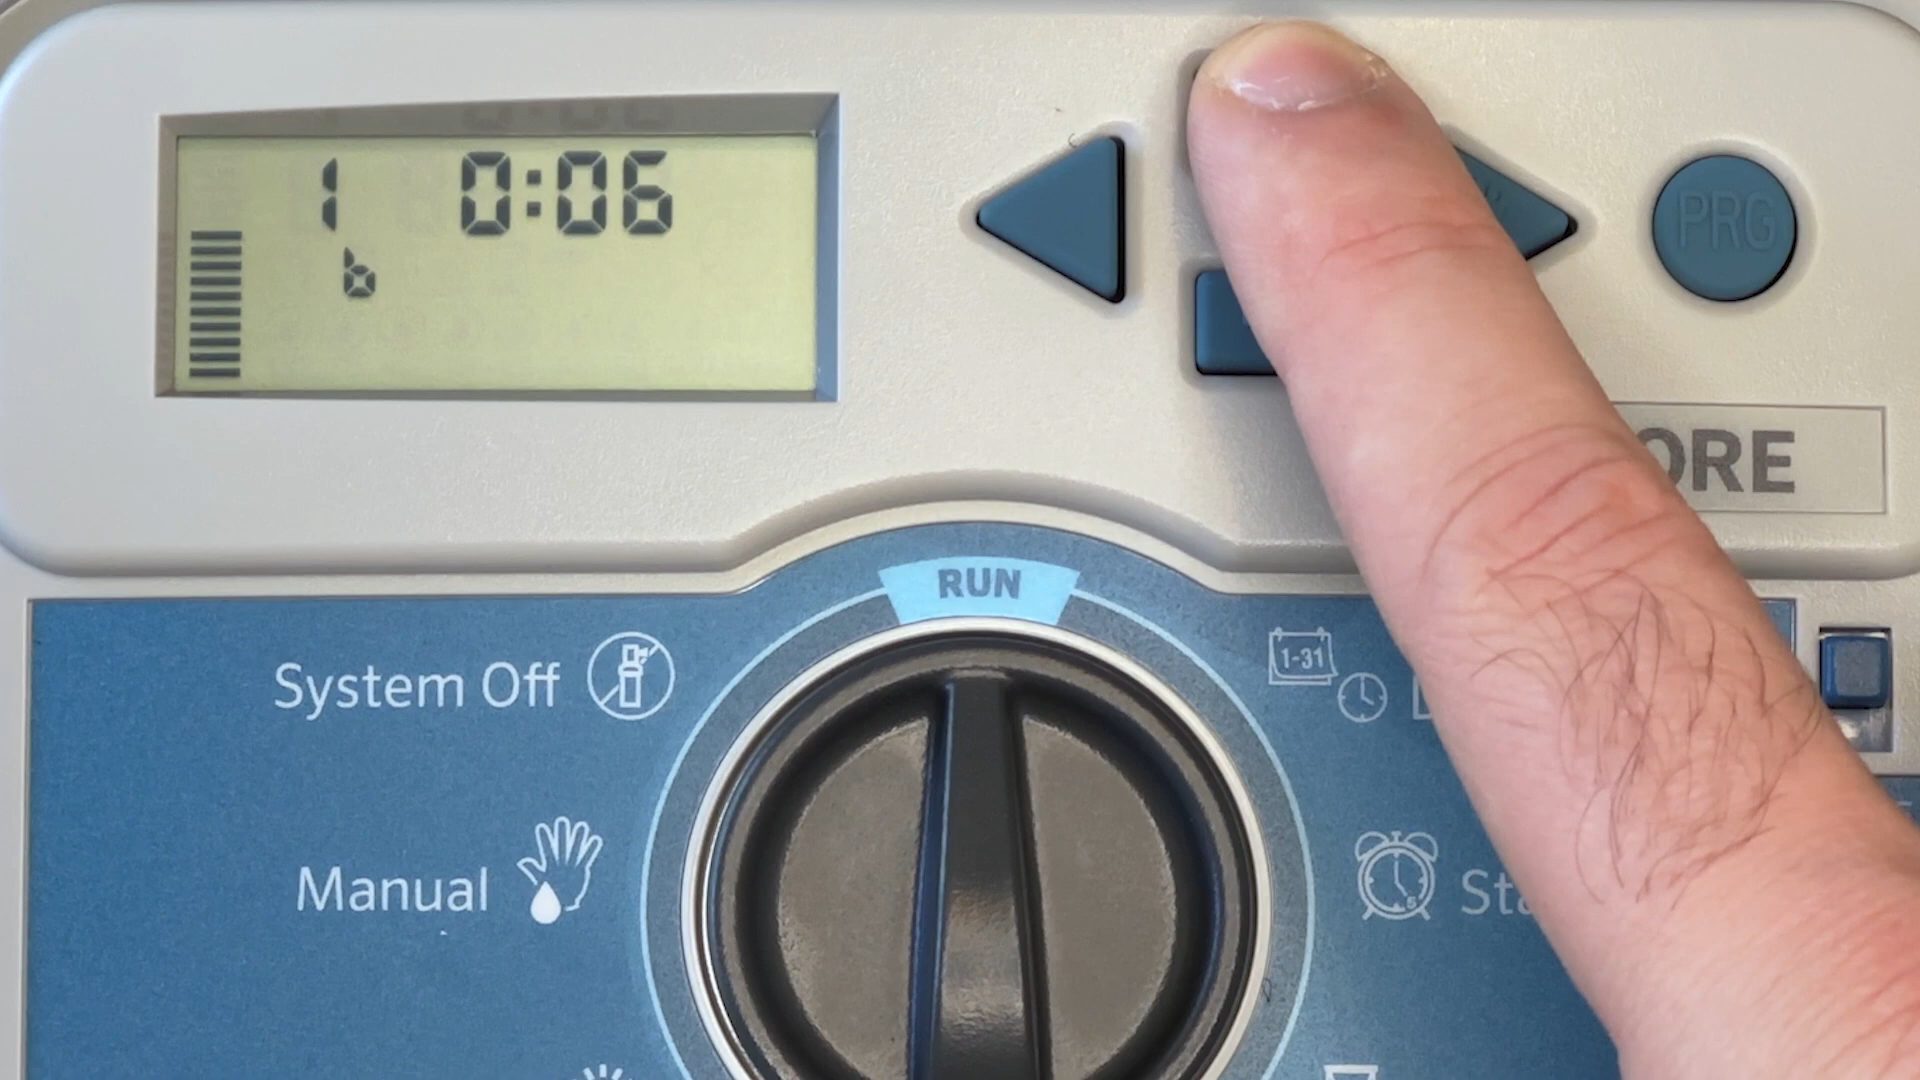 1 0:06
b
PRG
ORE
RUN
System Off
1-31
Manual
Sta